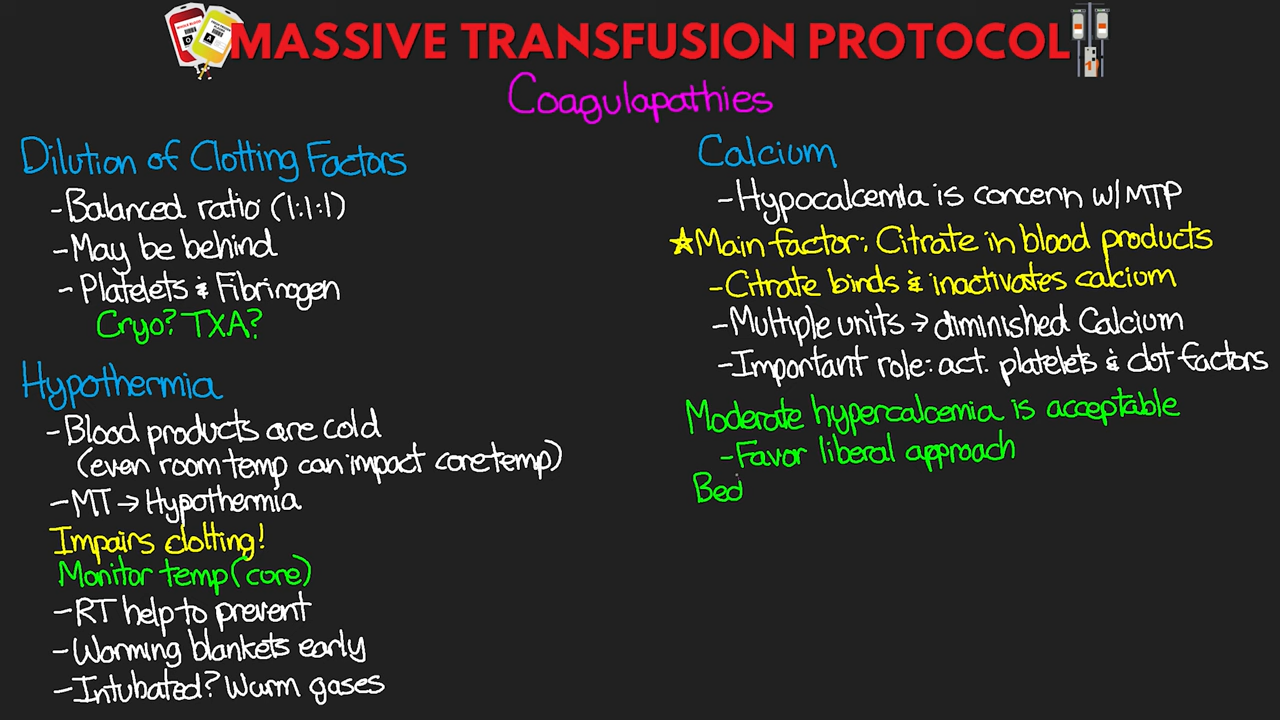 MASSIVE TRANSFUSION PROTOCOL
Coagulapathies
Dilution of Clotting Factors
-Balanced ratio (1:1:1)
-May be behind
-Platelets & Fibrinogen
Cryo? TXA?
Hypothermia
-Blood products are cold
(even room temp can impact core temp)
-MT → Hypothermia
Impairs clotting!
Monitor temp (core)
-RT help to prevent
-Warming blankets early
-Intubated? Warm gases
Calcium
-Hypocalcemia is concern w/ MTP
☆Main factor: Citrate in blood products
-Citrate binds & inactivates calcium
-Multiple units → diminished Calcium
-Important role: act. platelets & clot factors
Moderate hypercalcemia is acceptable
-Favor liberal approach
Bed